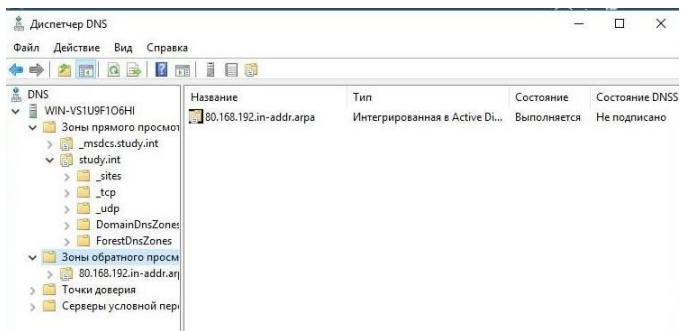 Диспетчер DNS
Файл Действие Вид Справка
DNS
WIN-VS1U9F1O6HI
Зоны прямого просмот
_msdcs.study.int
study.int
_sites
_tcp
_udp
DomainDnsZones
ForestDnsZones
Зоны обратного просм
80.168.192.in-addr.arp
Точки доверия
Серверы условной пере
Название Тип Состояние Состояние DNSS
80.168.192.in-addr.arpa Интегрированная в Active Di... Выполняется Не подписано